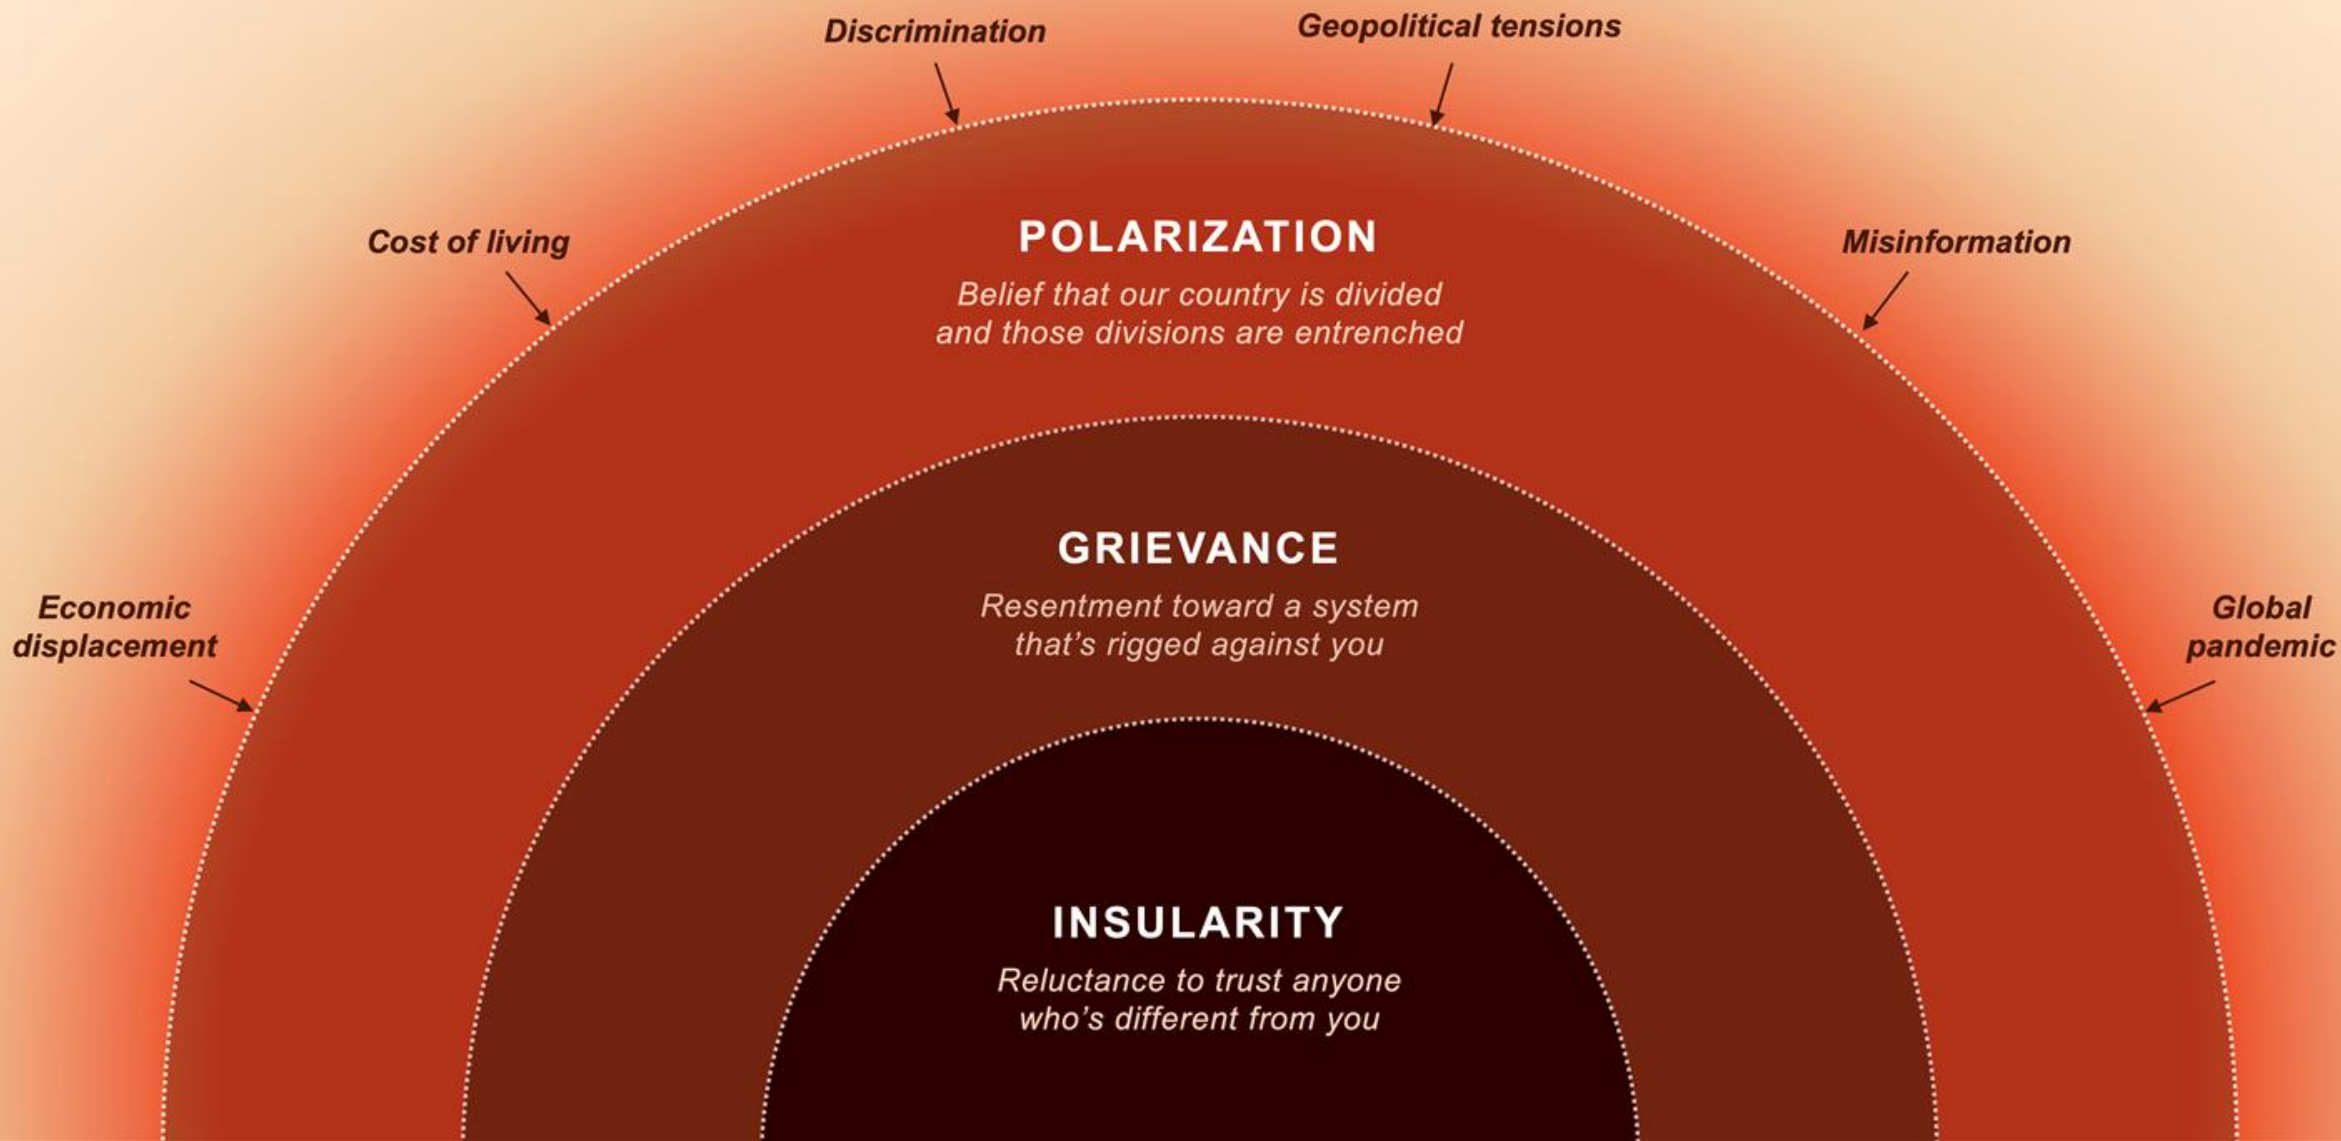 Discrimination
Geopolitical tensions
Cost of living
Misinformation
POLARIZATION
Belief that our country is divided
and those divisions are entrenched
GRIEVANCE
Resentment toward a system
that's rigged against you
Economic
displacement
Global
pandemic
INSULARITY
Reluctance to trust anyone
who's different from you